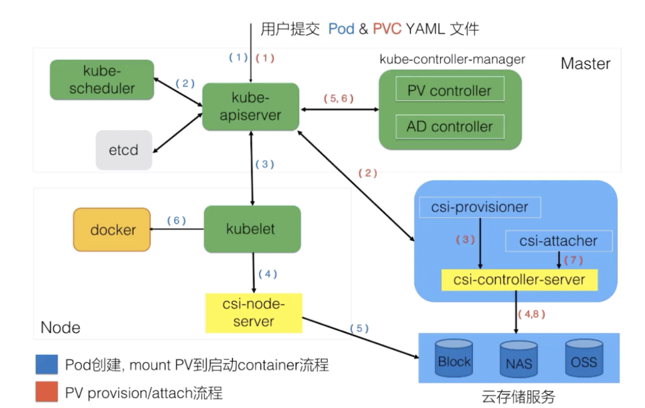 用户提交 Pod & PVC YAML 文件
(1) (1)
kube-controller-manager
Master
kube-
scheduler
(2)
kube-
apiserver
(5, 6)
PV controller
AD controller
etcd
(3)
(2)
docker
(6)
kubelet
csi-provisioner
(3)
csi-attacher
(7)
(4)
csi-controller-server
csi-node-
server
(4,8)
Node
(5)
Block
NAS
OSS
云存储服务
Pod创建, mount PV到启动container流程
PV provision/attach流程